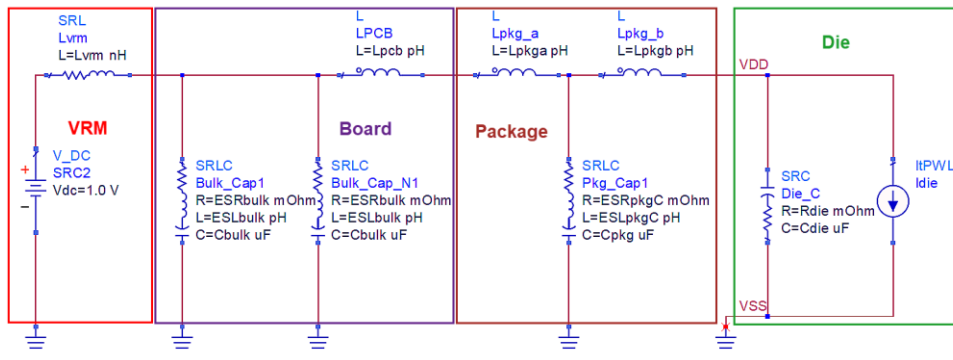 SRL
Lvrm
L=Lvrm nH
VRM
V_DC
SRC2
Vdc=1.0 V
+
−
L
LPCB
L=Lpcb pH
Board
SRLC
Bulk_Cap1
R=ESRbulk mOhm
L=ESLbulk pH
C=Cbulk uF
SRLC
Bulk_Cap_N1
R=ESRbulk mOhm
L=ESLbulk pH
C=Cbulk uF
L
Lpkg_a
L=Lpkga pH
L
Lpkg_b
L=Lpkgb pH
Package
SRLC
Pkg_Cap1
R=ESRpkgC mOhm
L=ESLpkgC pH
C=Cpkg uF
Die
VDD
SRC
Die_C
R=Rdie mOhm
C=Cdie uF
ItPWL
Idie
VSS